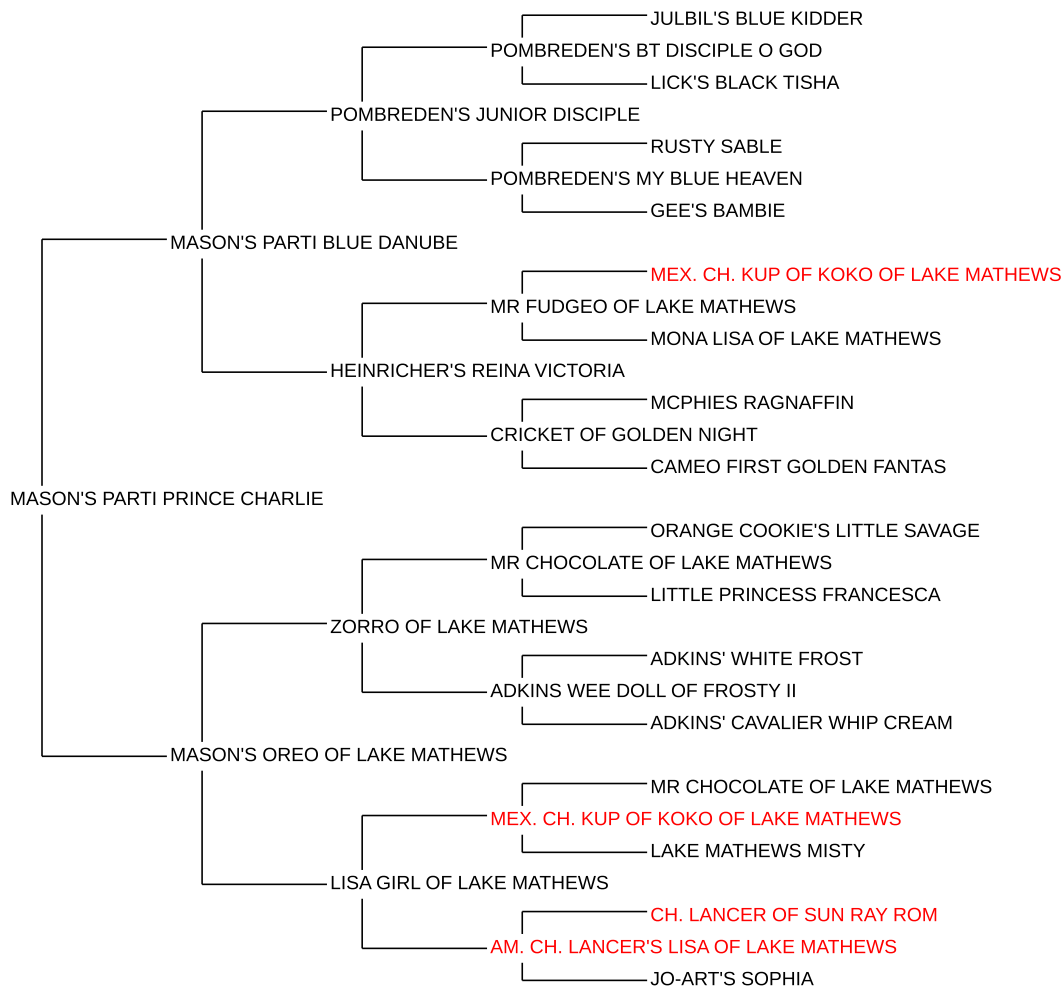 JULBIL'S BLUE KIDDER
POMBREDEN'S BT DISCIPLE O GOD
LICK'S BLACK TISHA
POMBREDEN'S JUNIOR DISCIPLE
RUSTY SABLE
POMBREDEN'S MY BLUE HEAVEN
GEE'S BAMBIE
MASON'S PARTI BLUE DANUBE
MEX. CH. KUP OF KOKO OF LAKE MATHEWS
MR FUDGEO OF LAKE MATHEWS
MONA LISA OF LAKE MATHEWS
HEINRICHER'S REINA VICTORIA
MCPHIES RAGNAFFIN
CRICKET OF GOLDEN NIGHT
CAMEO FIRST GOLDEN FANTAS
MASON'S PARTI PRINCE CHARLIE
ORANGE COOKIE'S LITTLE SAVAGE
MR CHOCOLATE OF LAKE MATHEWS
LITTLE PRINCESS FRANCESCA
ZORRO OF LAKE MATHEWS
ADKINS' WHITE FROST
ADKINS WEE DOLL OF FROSTY II
ADKINS' CAVALIER WHIP CREAM
MASON'S OREO OF LAKE MATHEWS
MR CHOCOLATE OF LAKE MATHEWS
MEX. CH. KUP OF KOKO OF LAKE MATHEWS
LAKE MATHEWS MISTY
LISA GIRL OF LAKE MATHEWS
CH. LANCER OF SUN RAY ROM
AM. CH. LANCER'S LISA OF LAKE MATHEWS
JO-ART'S SOPHIA